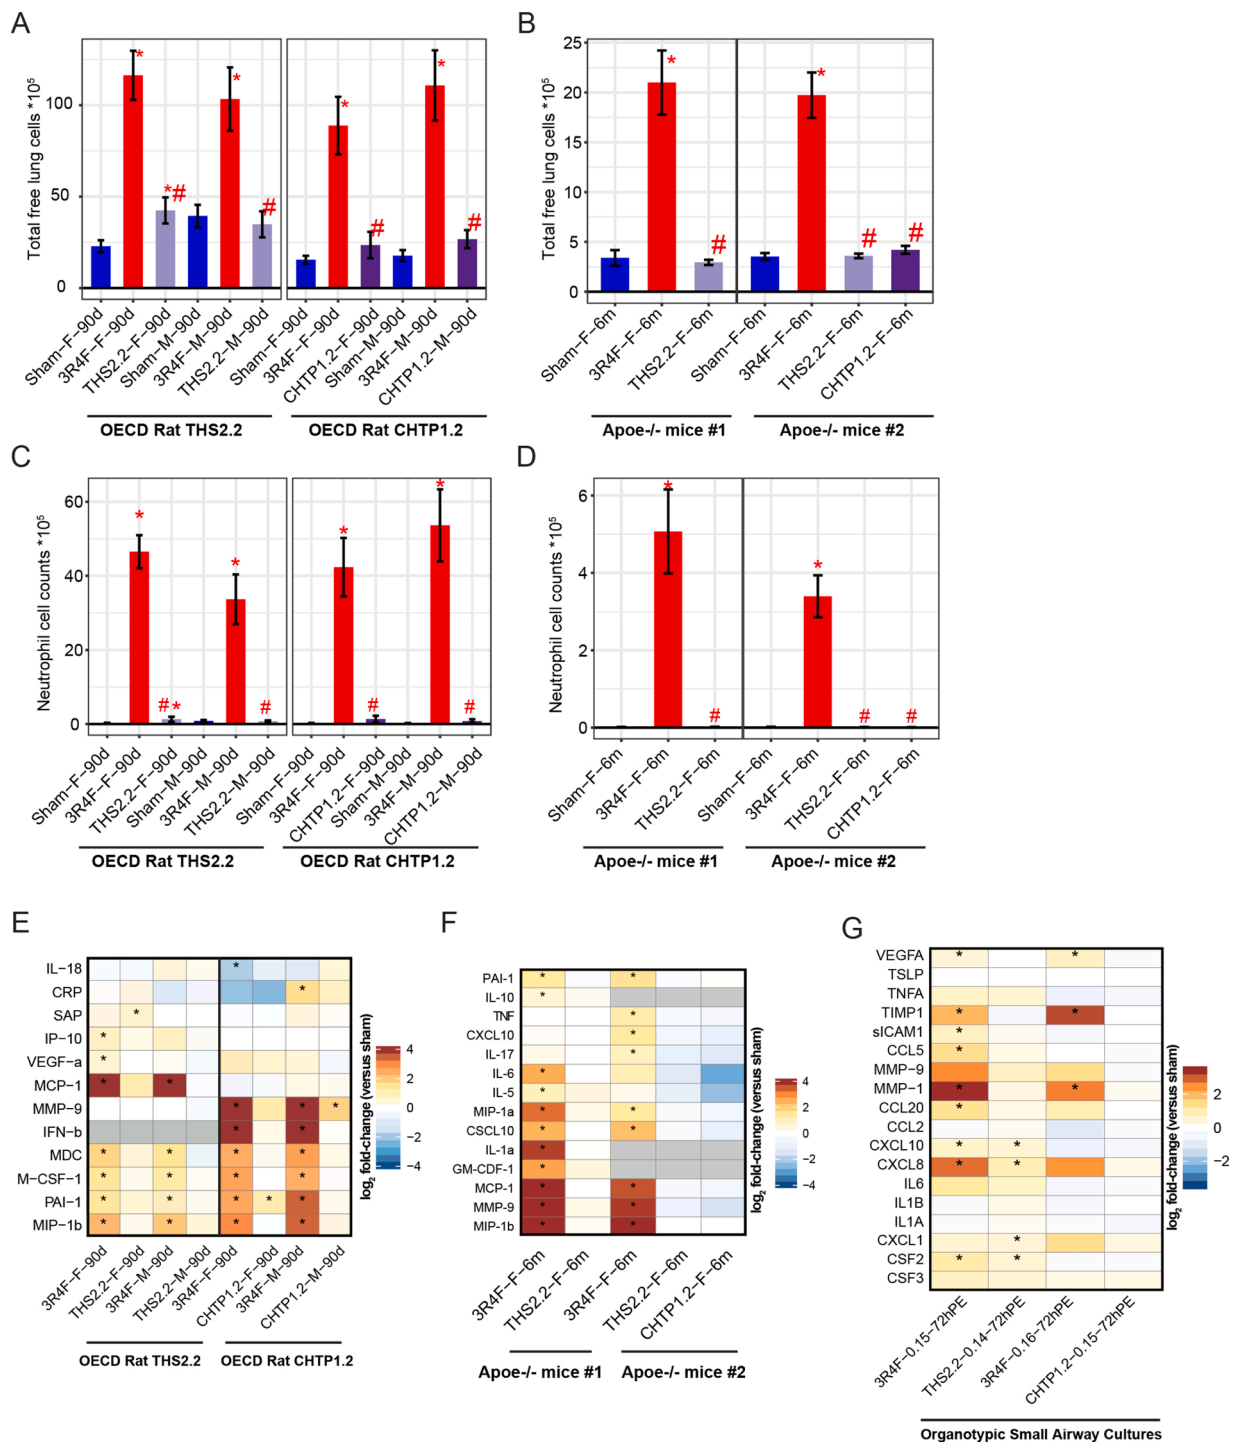 A
Total free lung cells *10⁵
100
50
0
Sham−F−90d
3R4F−F−90d
THS2.2−F−90d
Sham−M−90d
3R4F−M−90d
THS2.2−M−90d
Sham−F−90d
3R4F−F−90d
CHTP1.2−F−90d
Sham−M−90d
3R4F−M−90d
CHTP1.2−M−90d
* *# * # * # * #
OECD Rat THS2.2
OECD Rat CHTP1.2
B
Total free lung cells *10⁵
25
20
15
10
5
0
* # * # #
Sham−F−6m
3R4F−F−6m
THS2.2−F−6m
Sham−F−6m
3R4F−F−6m
THS2.2−F−6m
CHTP1.2−F−6m
Apoe-/- mice #1
Apoe-/- mice #2
C
Neutrophil cell counts *10⁵
60
40
20
0
* #* * # * # * #
Sham−F−90d
3R4F−F−90d
THS2.2−F−90d
Sham−M−90d
3R4F−M−90d
THS2.2−M−90d
Sham−F−90d
3R4F−F−90d
CHTP1.2−F−90d
Sham−M−90d
3R4F−M−90d
CHTP1.2−M−90d
OECD Rat THS2.2
OECD Rat CHTP1.2
D
Neutrophil cell counts *10⁵
6
4
2
0
* # * # #
Sham−F−6m
3R4F−F−6m
THS2.2−F−6m
Sham−F−6m
3R4F−F−6m
THS2.2−F−6m
CHTP1.2−F−6m
Apoe-/- mice #1
Apoe-/- mice #2
E
IL-18 *
CRP *
SAP *
IP-10 *
VEGF-a *
MCP-1 * *
MMP-9 * * *
IFN-b * *
MDC * * * *
M-CSF-1 * * * *
PAI-1 * * * * *
MIP-1b * * * *
3R4F−F−90d
THS2.2−F−90d
3R4F−M−90d
THS2.2−M−90d
3R4F−F−90d
CHTP1.2−F−90d
3R4F−M−90d
CHTP1.2−M−90d
OECD Rat THS2.2
OECD Rat CHTP1.2
4
2
0
−2
−4
log₂ fold-change (versus sham)
F
PAI-1 * *
IL-10 *
TNF *
CXCL10 *
IL-17 *
IL-6 *
IL-5 *
MIP-1a * *
CSCL10 * *
IL-1a *
GM-CDF-1 *
MCP-1 * *
MMP-9 * *
MIP-1b * *
3R4F−F−6m
THS2.2−F−6m
3R4F−F−6m
THS2.2−F−6m
CHTP1.2−F−6m
Apoe-/- mice #1
Apoe-/- mice #2
4
2
0
−2
−4
log₂ fold-change (versus sham)
G
VEGFA * *
TSLP
TNFA
TIMP1 * *
sICAM1 *
CCL5 *
MMP-9
MMP-1 * *
CCL20 *
CCL2
CXCL10 * *
CXCL8 * *
IL6
IL1B
IL1A
CXCL1 *
CSF2 * *
CSF3
3R4F−0.15−72hPE
THS2.2−0.14−72hPE
3R4F−0.16−72hPE
CHTP1.2−0.15−72hPE
Organotypic Small Airway Cultures
2
0
−2
log₂ fold-change (versus sham)